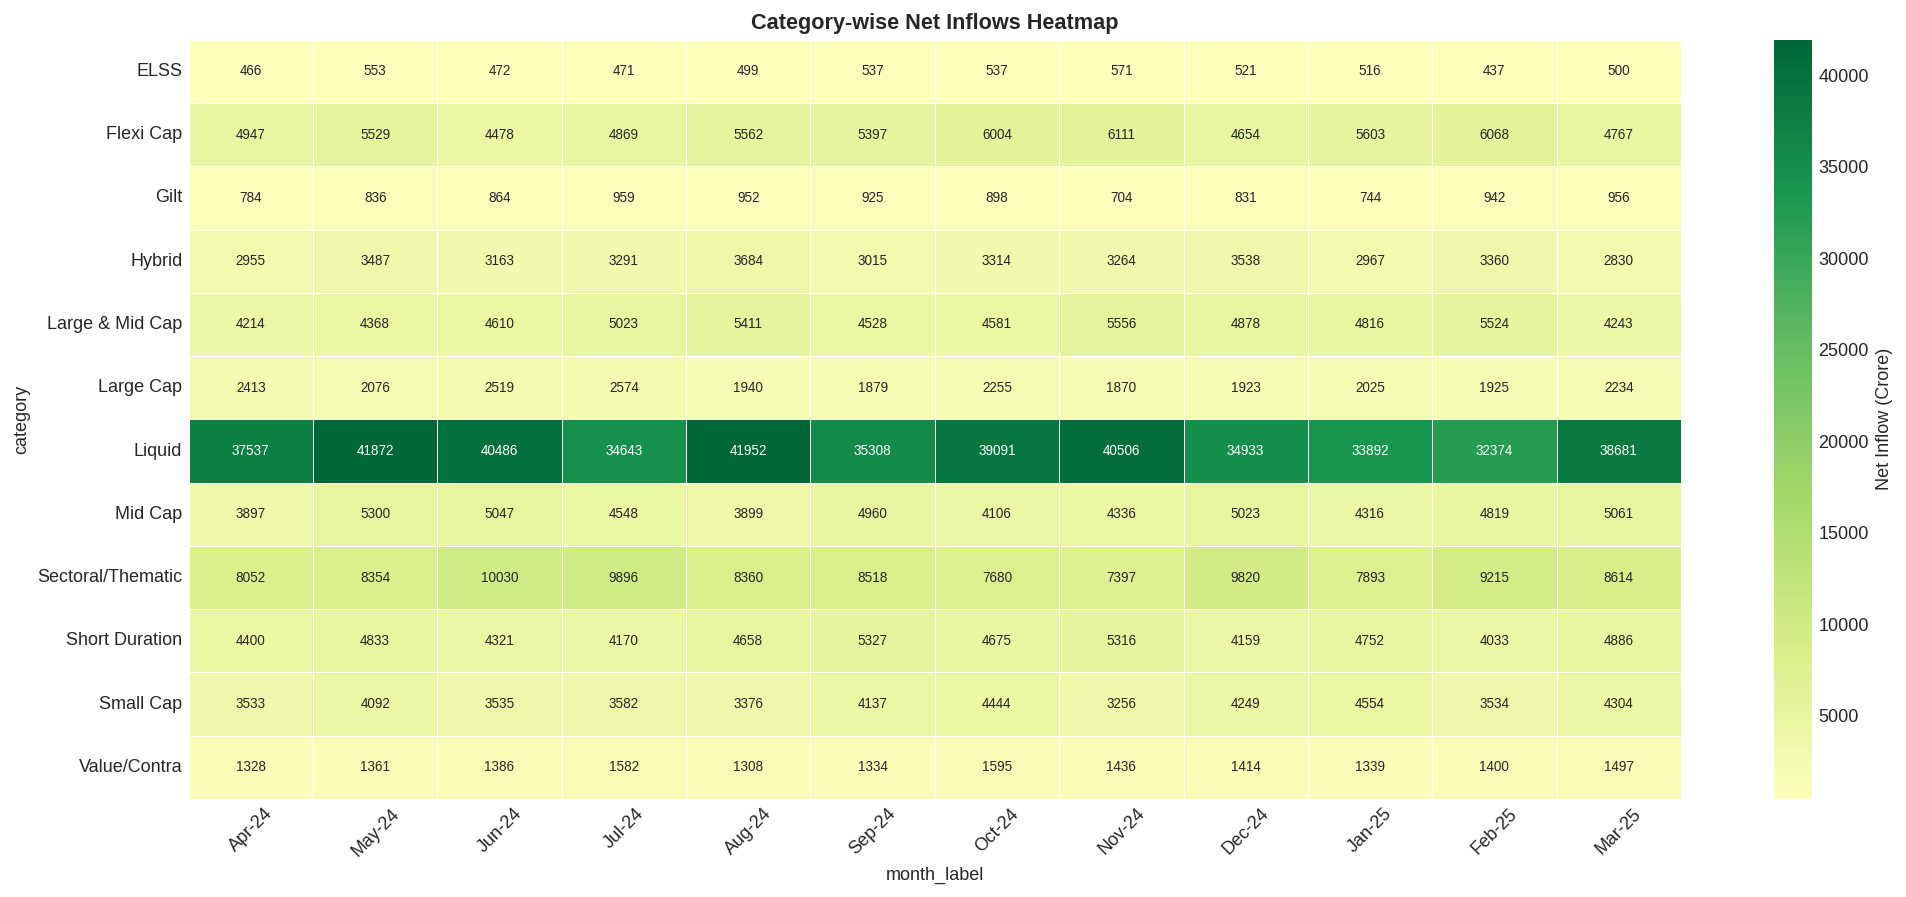 Category-wise Net Inflows Heatmap
ELSS 466 553 472 471 499 537 537 571 521 516 437 500
Flexi Cap 4947 5529 4478 4869 5562 5397 6004 6111 4654 5603 6068 4767
Gilt 784 836 864 959 952 925 898 704 831 744 942 956
Hybrid 2955 3487 3163 3291 3684 3015 3314 3264 3538 2967 3360 2830
Large & Mid Cap 4214 4368 4610 5023 5411 4528 4581 5556 4878 4816 5524 4243
Large Cap 2413 2076 2519 2574 1940 1879 2255 1870 1923 2025 1925 2234
Liquid 37537 41872 40486 34643 41952 35308 39091 40506 34933 33892 32374 38681
Mid Cap 3897 5300 5047 4548 3899 4960 4106 4336 5023 4316 4819 5061
Sectoral/Thematic 8052 8354 10030 9896 8360 8518 7680 7397 9820 7893 9215 8614
Short Duration 4400 4833 4321 4170 4658 5327 4675 5316 4159 4752 4033 4886
Small Cap 3533 4092 3535 3582 3376 4137 4444 3256 4249 4554 3534 4304
Value/Contra 1328 1361 1386 1582 1308 1334 1595 1436 1414 1339 1400 1497
Apr-24 May-24 Jun-24 Jul-24 Aug-24 Sep-24 Oct-24 Nov-24 Dec-24 Jan-25 Feb-25 Mar-25
month_label
category
40000
35000
30000
25000
20000
15000
10000
5000
Net Inflow (Crore)